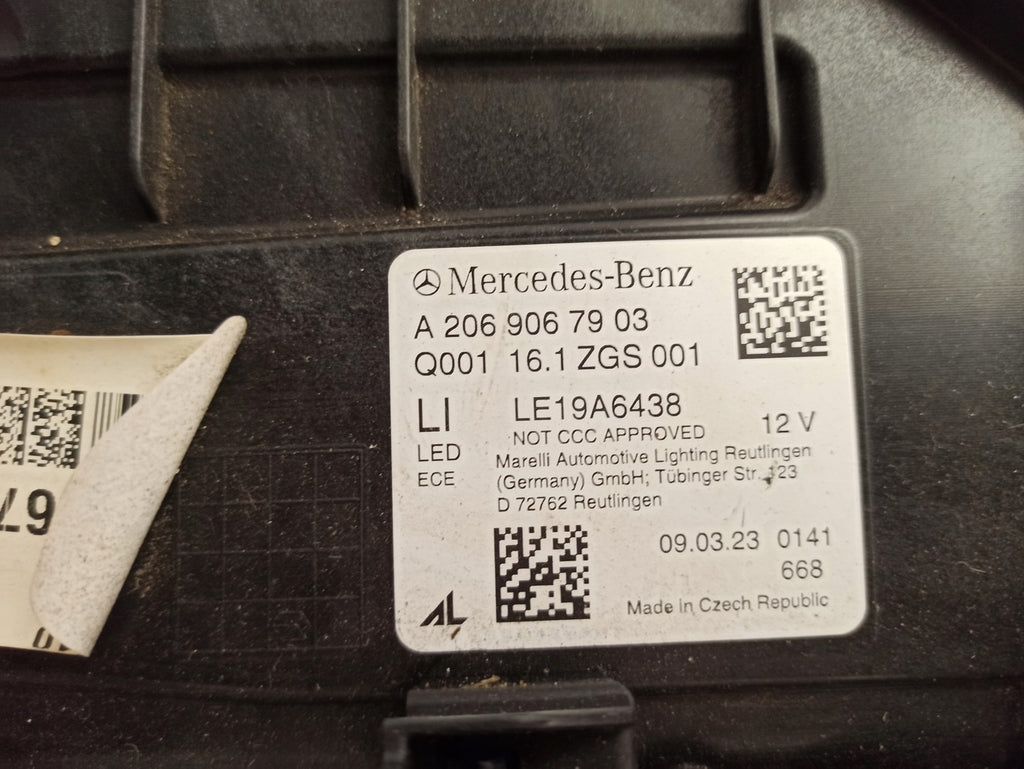 Mercedes-Benz
A 206 906 79 03
Q001 16.1 ZGS 001
LI LE19A6438
NOT CCC APPROVED 12 V
LED
ECE
Marelli Automotive Lighting Reutlingen
(Germany) GmbH; Tübinger Str. 123
D 72762 Reutlingen
09.03.23 0141
668
AL
Made in Czech Republic
67